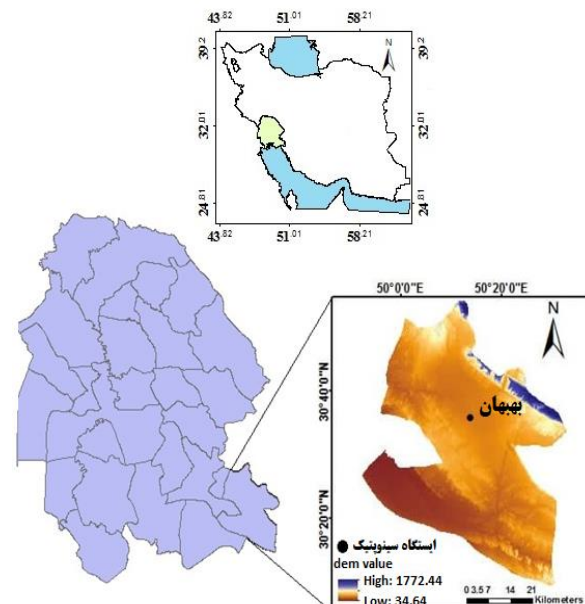 43.82 51.01 58.21
39.2
32.01
24.81
N
39.2
32.01
24.81
43.82 51.01 58.21
50°0'0"E 50°20'0"E
N
30°40'0"N
30°20'0"N
بهبهان
ایستگاه سینوپتیک
dem value
High: 1772.44
Low: 34.64
0 3.5 7 14 21
Kilometers